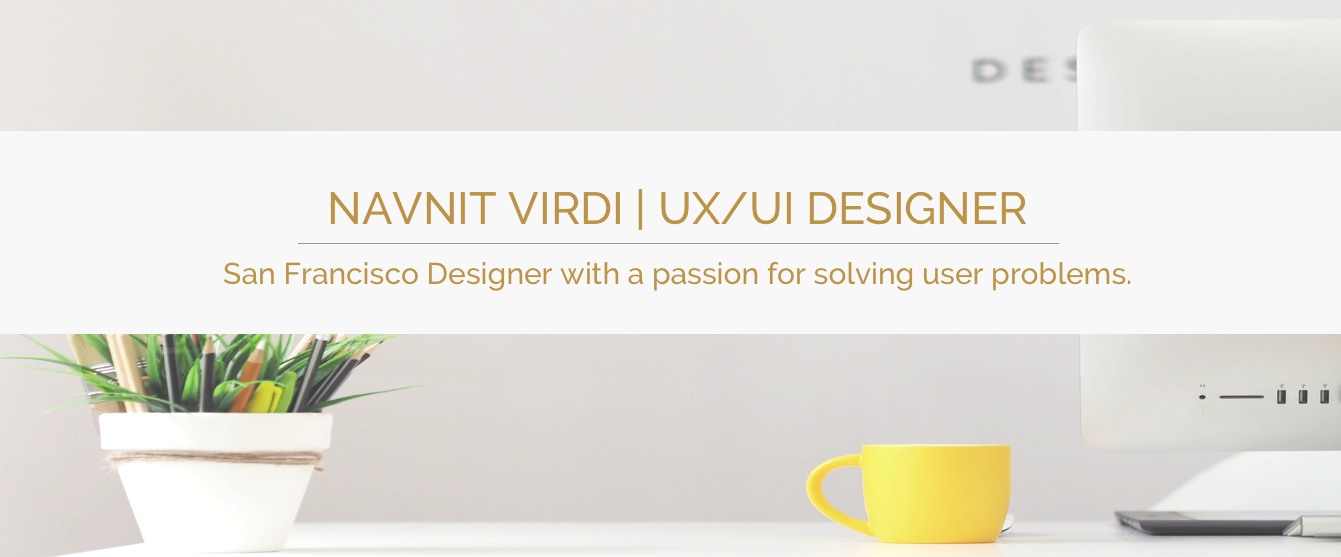 DES
NAVNIT VIRDI | UX/UI DESIGNER
San Francisco Designer with a passion for solving user problems.